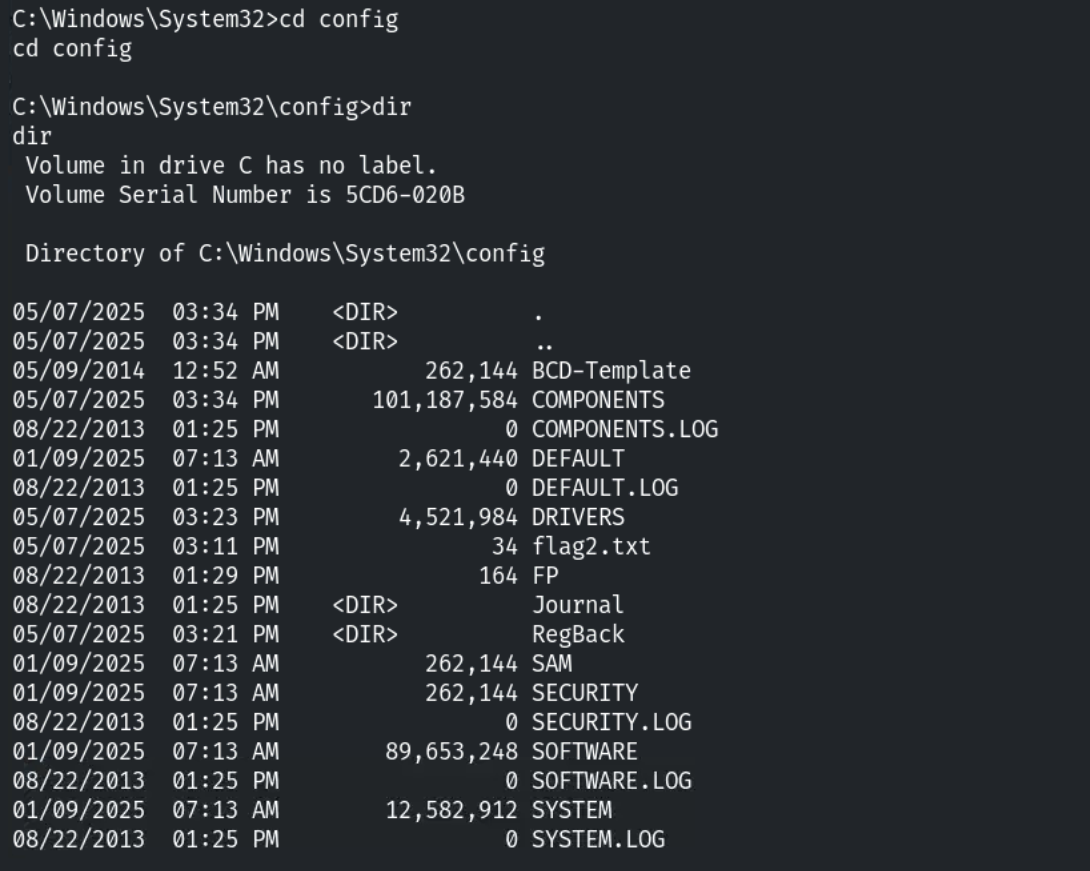 C:\Windows\System32>cd config
cd config
C:\Windows\System32\config>dir
dir
 Volume in drive C has no label.
 Volume Serial Number is 5CD6-020B
 Directory of C:\Windows\System32\config
05/07/2025  03:34 PM    <DIR>          .
05/07/2025  03:34 PM    <DIR>          ..
05/09/2014  12:52 AM           262,144 BCD-Template
05/07/2025  03:34 PM       101,187,584 COMPONENTS
08/22/2013  01:25 PM                 0 COMPONENTS.LOG
01/09/2025  07:13 AM         2,621,440 DEFAULT
08/22/2013  01:25 PM                 0 DEFAULT.LOG
05/07/2025  03:23 PM         4,521,984 DRIVERS
05/07/2025  03:11 PM                34 flag2.txt
08/22/2013  01:29 PM               164 FP
08/22/2013  01:25 PM    <DIR>          Journal
05/07/2025  03:21 PM    <DIR>          RegBack
01/09/2025  07:13 AM           262,144 SAM
01/09/2025  07:13 AM           262,144 SECURITY
08/22/2013  01:25 PM                 0 SECURITY.LOG
01/09/2025  07:13 AM        89,653,248 SOFTWARE
08/22/2013  01:25 PM                 0 SOFTWARE.LOG
01/09/2025  07:13 AM        12,582,912 SYSTEM
08/22/2013  01:25 PM                 0 SYSTEM.LOG